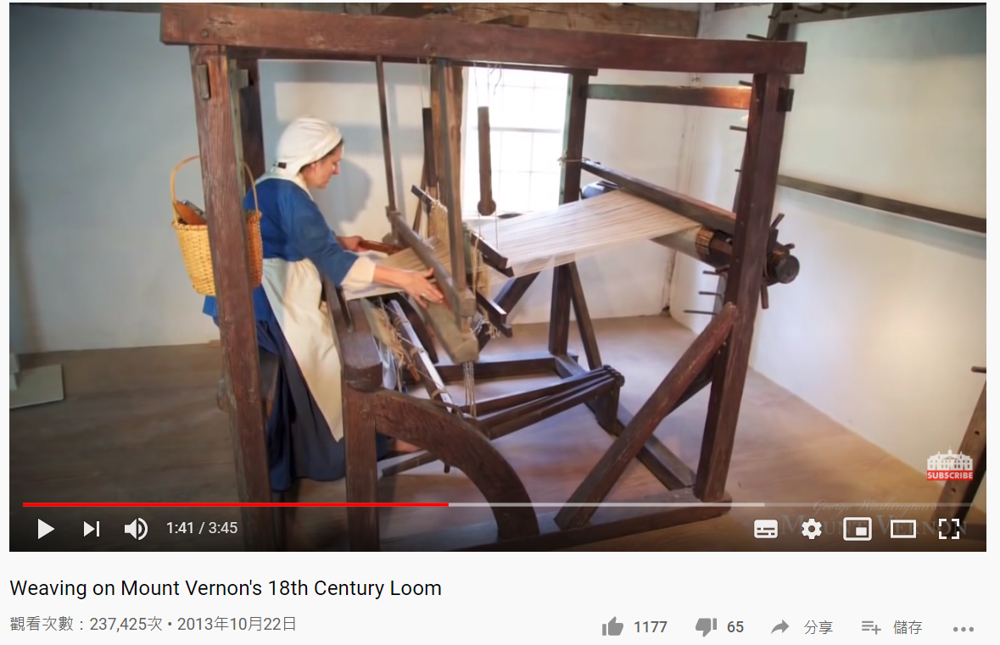 SUBSCRIBE
George Washington's
MOUNT VERNON
1:41 / 3:45
Weaving on Mount Vernon's 18th Century Loom
觀看次數：237,425次 • 2013年10月22日
1177
65
分享
儲存